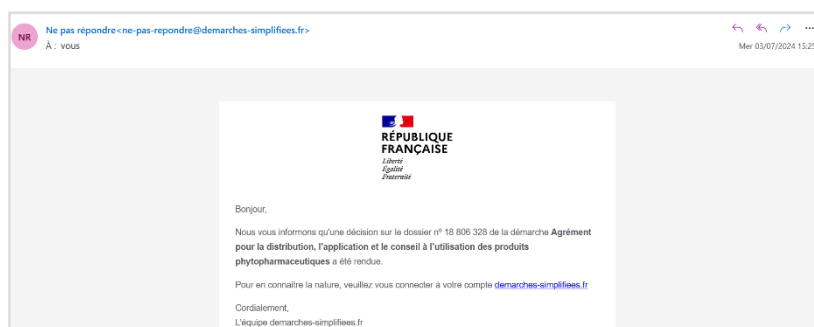 NR
Ne pas répondre<ne-pas-repondre@demarches-simplifiees.fr>
À : vous
Mer 03/07/2024 15:25
RÉPUBLIQUE
FRANÇAISE
Liberté
Égalité
Fraternité
Bonjour,
Nous vous informons qu'une décision sur le dossier nº 18 806 328 de la démarche Agrément
pour la distribution, l'application et le conseil à l'utilisation des produits
phytopharmaceutiques a été rendue.
Pour en connaitre la nature, veuillez vous connecter à votre compte demarches-simplifiees.fr
Cordialement,
L'équipe demarches-simplifiees.fr